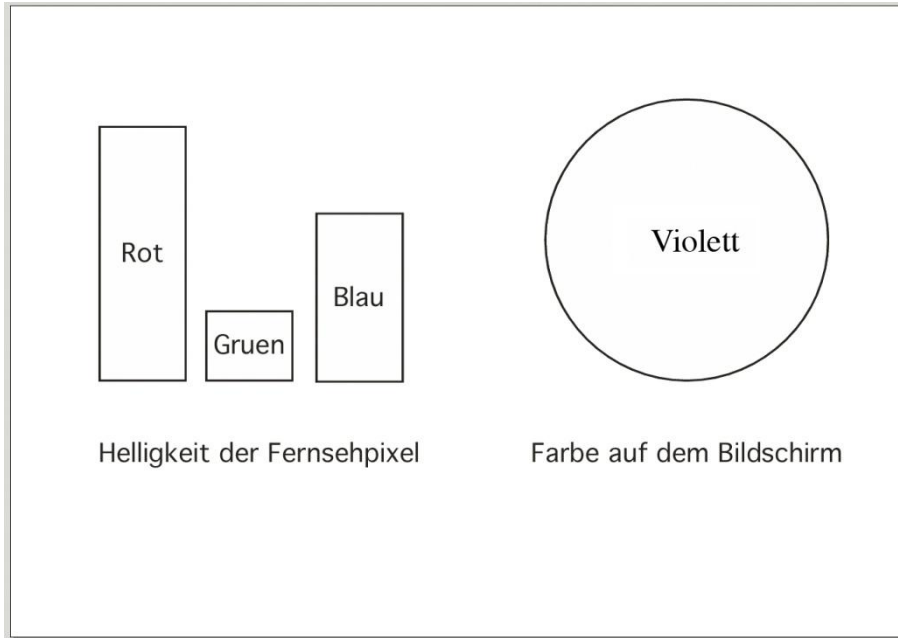 Rot
Gruen
Blau
Violett
Helligkeit der Fernsehpixel
Farbe auf dem Bildschirm